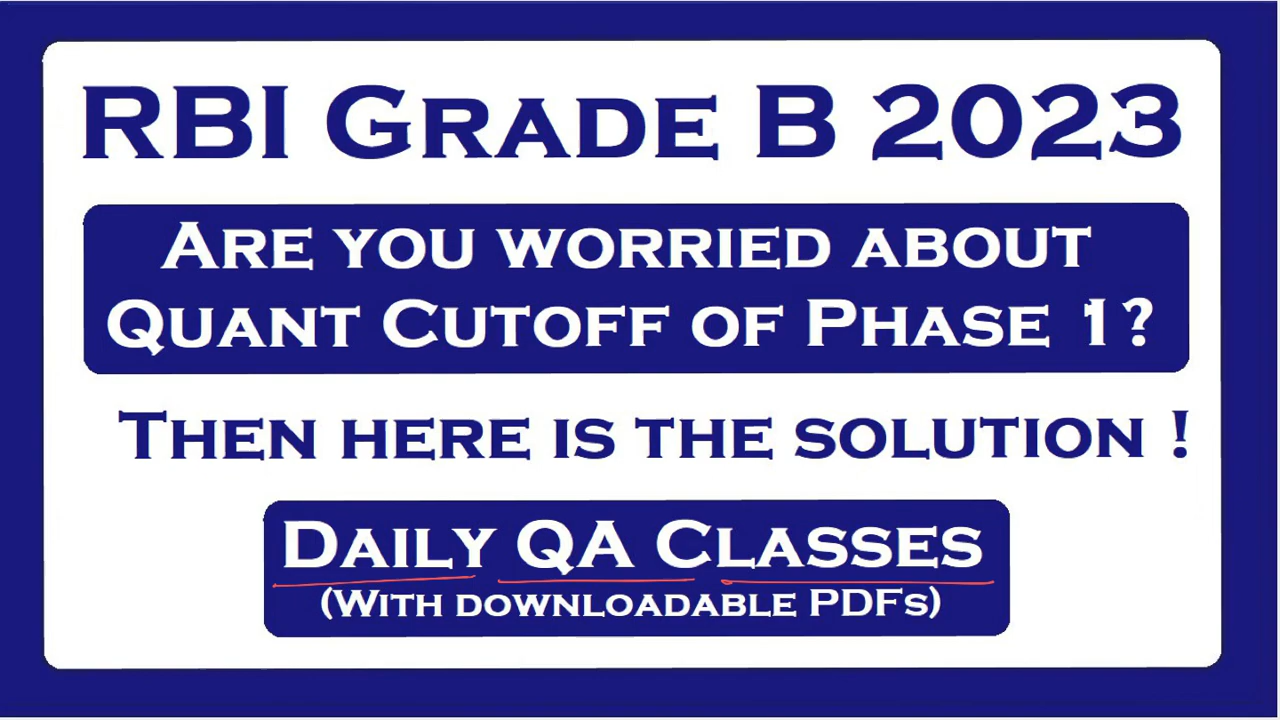 RBI GRADE B 2023
ARE YOU WORRIED ABOUT
QUANT CUTOFF OF PHASE 1?
THEN HERE IS THE SOLUTION !
DAILY QA CLASSES
(WITH DOWNLOADABLE PDFS)